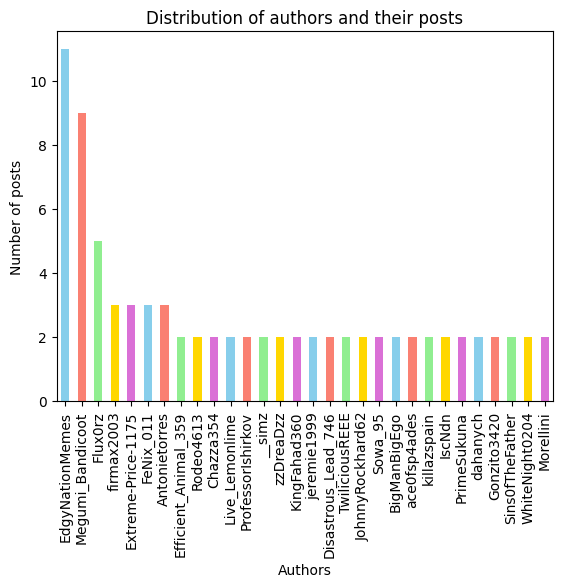 Distribution of authors and their posts
Number of posts
10
8
6
4
2
0
EdgyNationMemes
Megumi_Bandicoot
Flux0rz
firmax2003
Extreme-Price-1175
FeNix_011
Antonietorres
Efficient_Animal_359
Rodeo4613
Chazza354
Live_Lemonlime
ProfessorIshirkov
__simz
zzDreaDzz
KingFahad360
jeremie1999
Disastrous_Lead_746
TwiliciousREEE
JohnnyRockhard62
Sowa_95
BigManBigEgo
ace0fsp4ades
killazspain
IscNdn
PrimeSukuna
dahanych
Gonzito3420
Sins0fTheFather
WhiteNight0204
Morellini
Authors